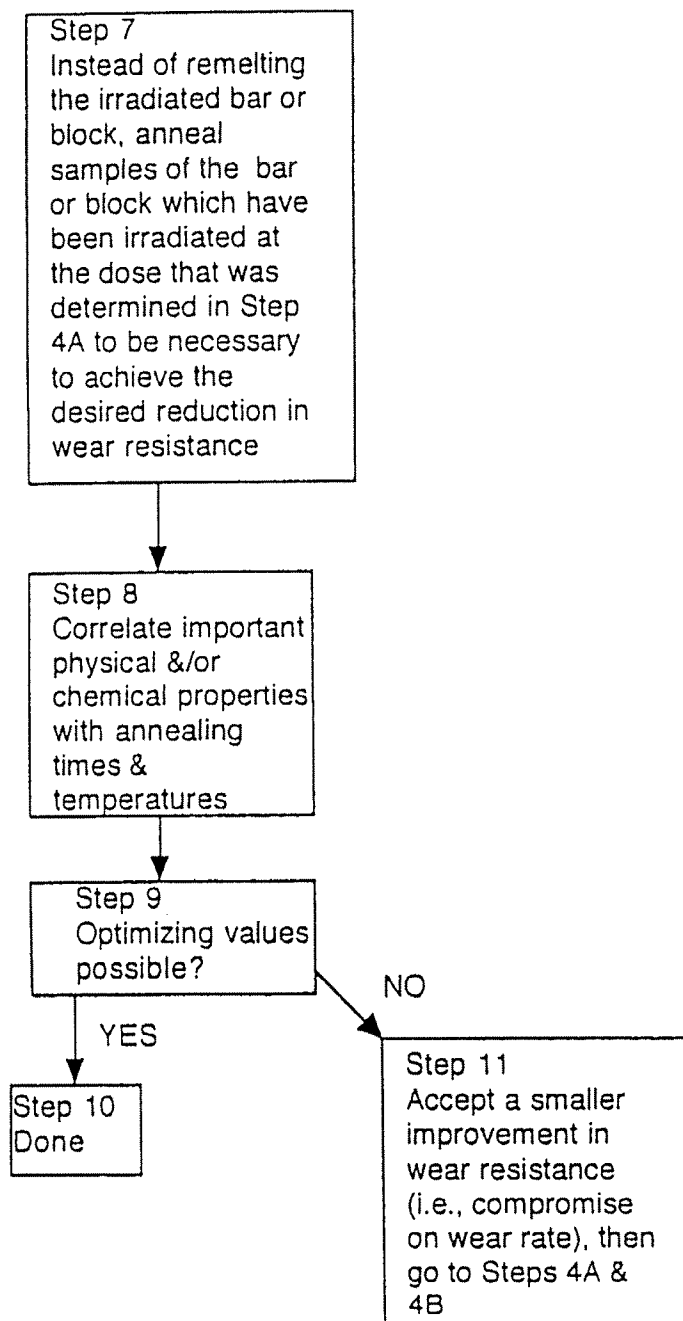 Step 7
Instead of remelting
the irradiated bar or
block, anneal
samples of the bar
or block which have
been irradiated at
the dose that was
determined in Step
4A to be necessary
to achieve the
desired reduction in
wear resistance
Step 8
Correlate important
physical &/or
chemical properties
with annealing
times &
temperatures
Step 9
Optimizing values
possible?
NO
YES
Step 10
Done
Step 11
Accept a smaller
improvement in
wear resistance
(i.e., compromise
on wear rate), then
go to Steps 4A &
4B